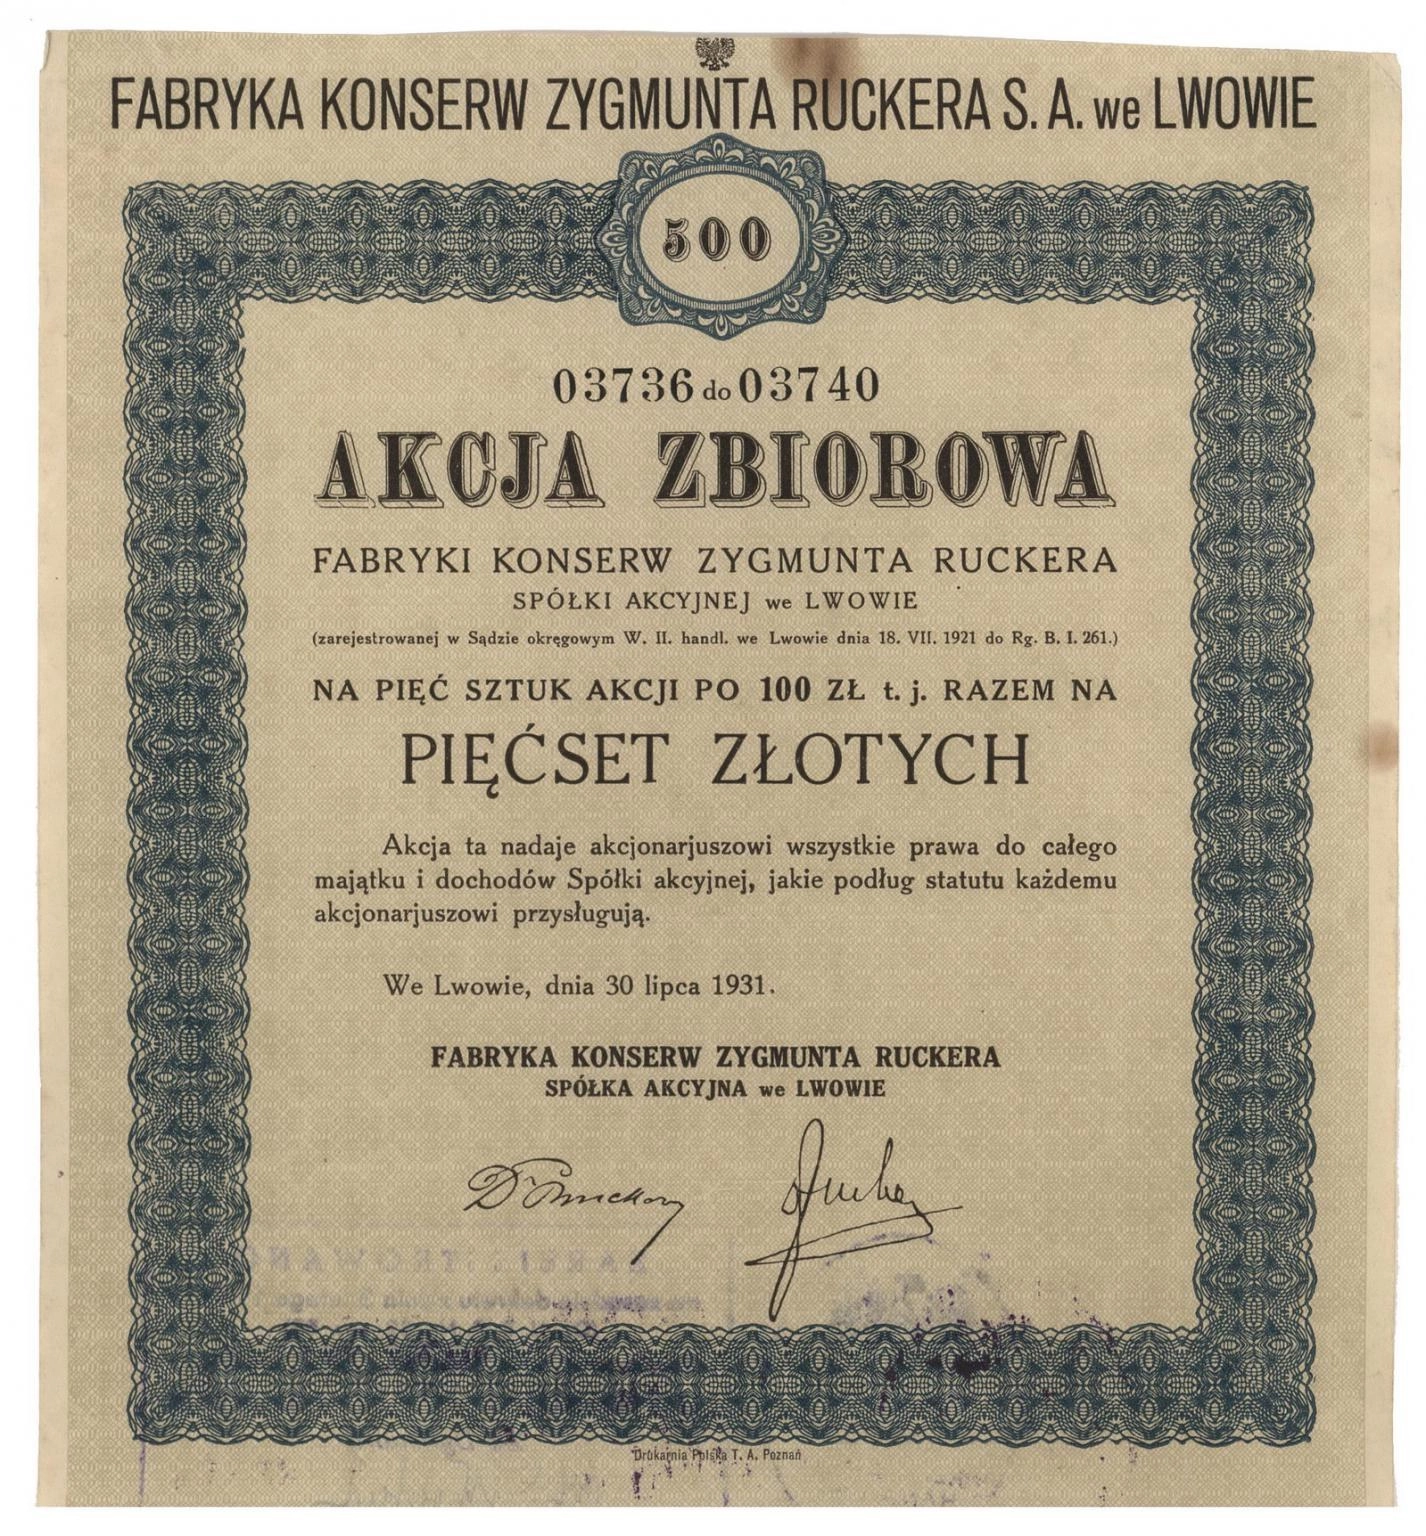 FABRYKA KONSERW ZYGMUNTA RUCKERA S. A. we LWOWIE
500
03736 do 03740
AKCJA ZBIOROWA
FABRYKI KONSERW ZYGMUNTA RUCKERA
SPÓŁKI AKCYJNEJ we LWOWIE
(zarejestrowanej w Sądzie okręgowym W. II. handl. we Lwowie dnia 18. VII. 1921 do Rg. B. I. 261.)
NA PIĘĆ SZTUK AKCJI PO 100 ZŁ t. j. RAZEM NA
PIĘĆSET ZŁOTYCH
Akcja ta nadaje akcjonarjuszowi wszystkie prawa do całego
majątku i dochodów Spółki akcyjnej, jakie podług statutu każdemu
akcjonarjuszowi przysługują.
We Lwowie, dnia 30 lipca 1931.
FABRYKA KONSERW ZYGMUNTA RUCKERA
SPÓŁKA AKCYJNA we LWOWIE
Drukarnia Polska T. A. Poznań